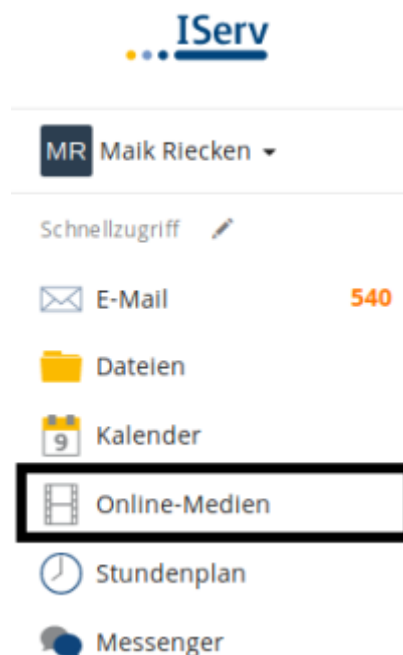 IServ
MR Maik Riecken
Schnellzugriff
E-Mail 540
Dateien
9 Kalender
Online-Medien
Stundenplan
Messenger